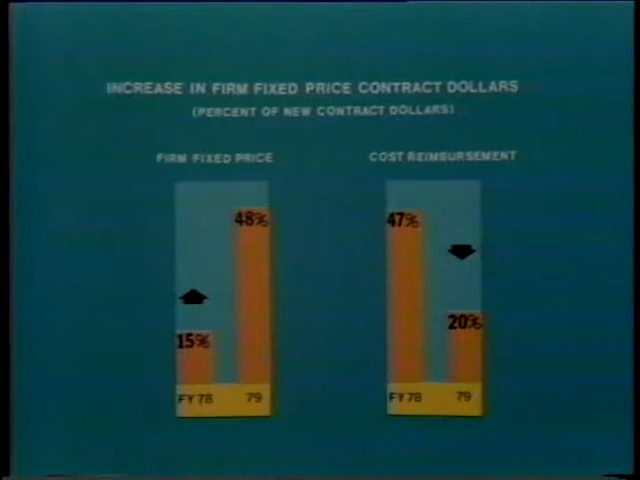 INCREASE IN FIRM FIXED PRICE CONTRACT DOLLARS
(PERCENT OF NEW CONTRACT DOLLARS)
FIRM FIXED PRICE
48%
15%
FY 78 79
COST REIMBURSEMENT
47%
20%
FY 78 79